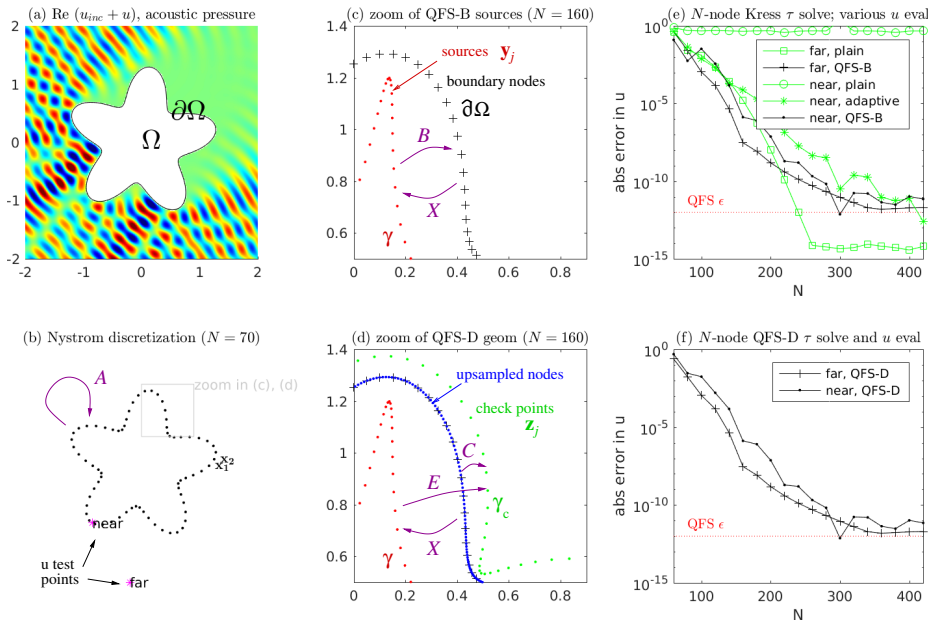 (a) Re (u_inc + u), acoustic pressure
2
1
0
-1
-2
-2
-1
0
1
2
Ω
∂Ω
(c) zoom of QFS-B sources (N = 160)
1.4
1.2
1
0.8
0.6
0
0.2
0.4
0.6
0.8
sources y_j
boundary nodes
∂Ω
B
X
γ
(e) N-node Kress τ solve; various u eval
abs error in u
10^0
10^-5
10^-10
10^-15
100
200
300
400
N
far, plain
far, QFS-B
near, plain
near, adaptive
near, QFS-B
QFS ϵ
(b) Nystrom discretization (N = 70)
A
zoom in (c), (d)
x_2
x_1
near
u test
points
far
(d) zoom of QFS-D geom (N = 160)
1.4
1.2
1
0.8
0.6
0
0.2
0.4
0.6
0.8
upsampled nodes
check points
z_j
C
E
γ_c
X
γ
(f) N-node QFS-D τ solve and u eval
abs error in u
10^0
10^-5
10^-10
10^-15
100
200
300
400
N
far, QFS-D
near, QFS-D
QFS ϵ